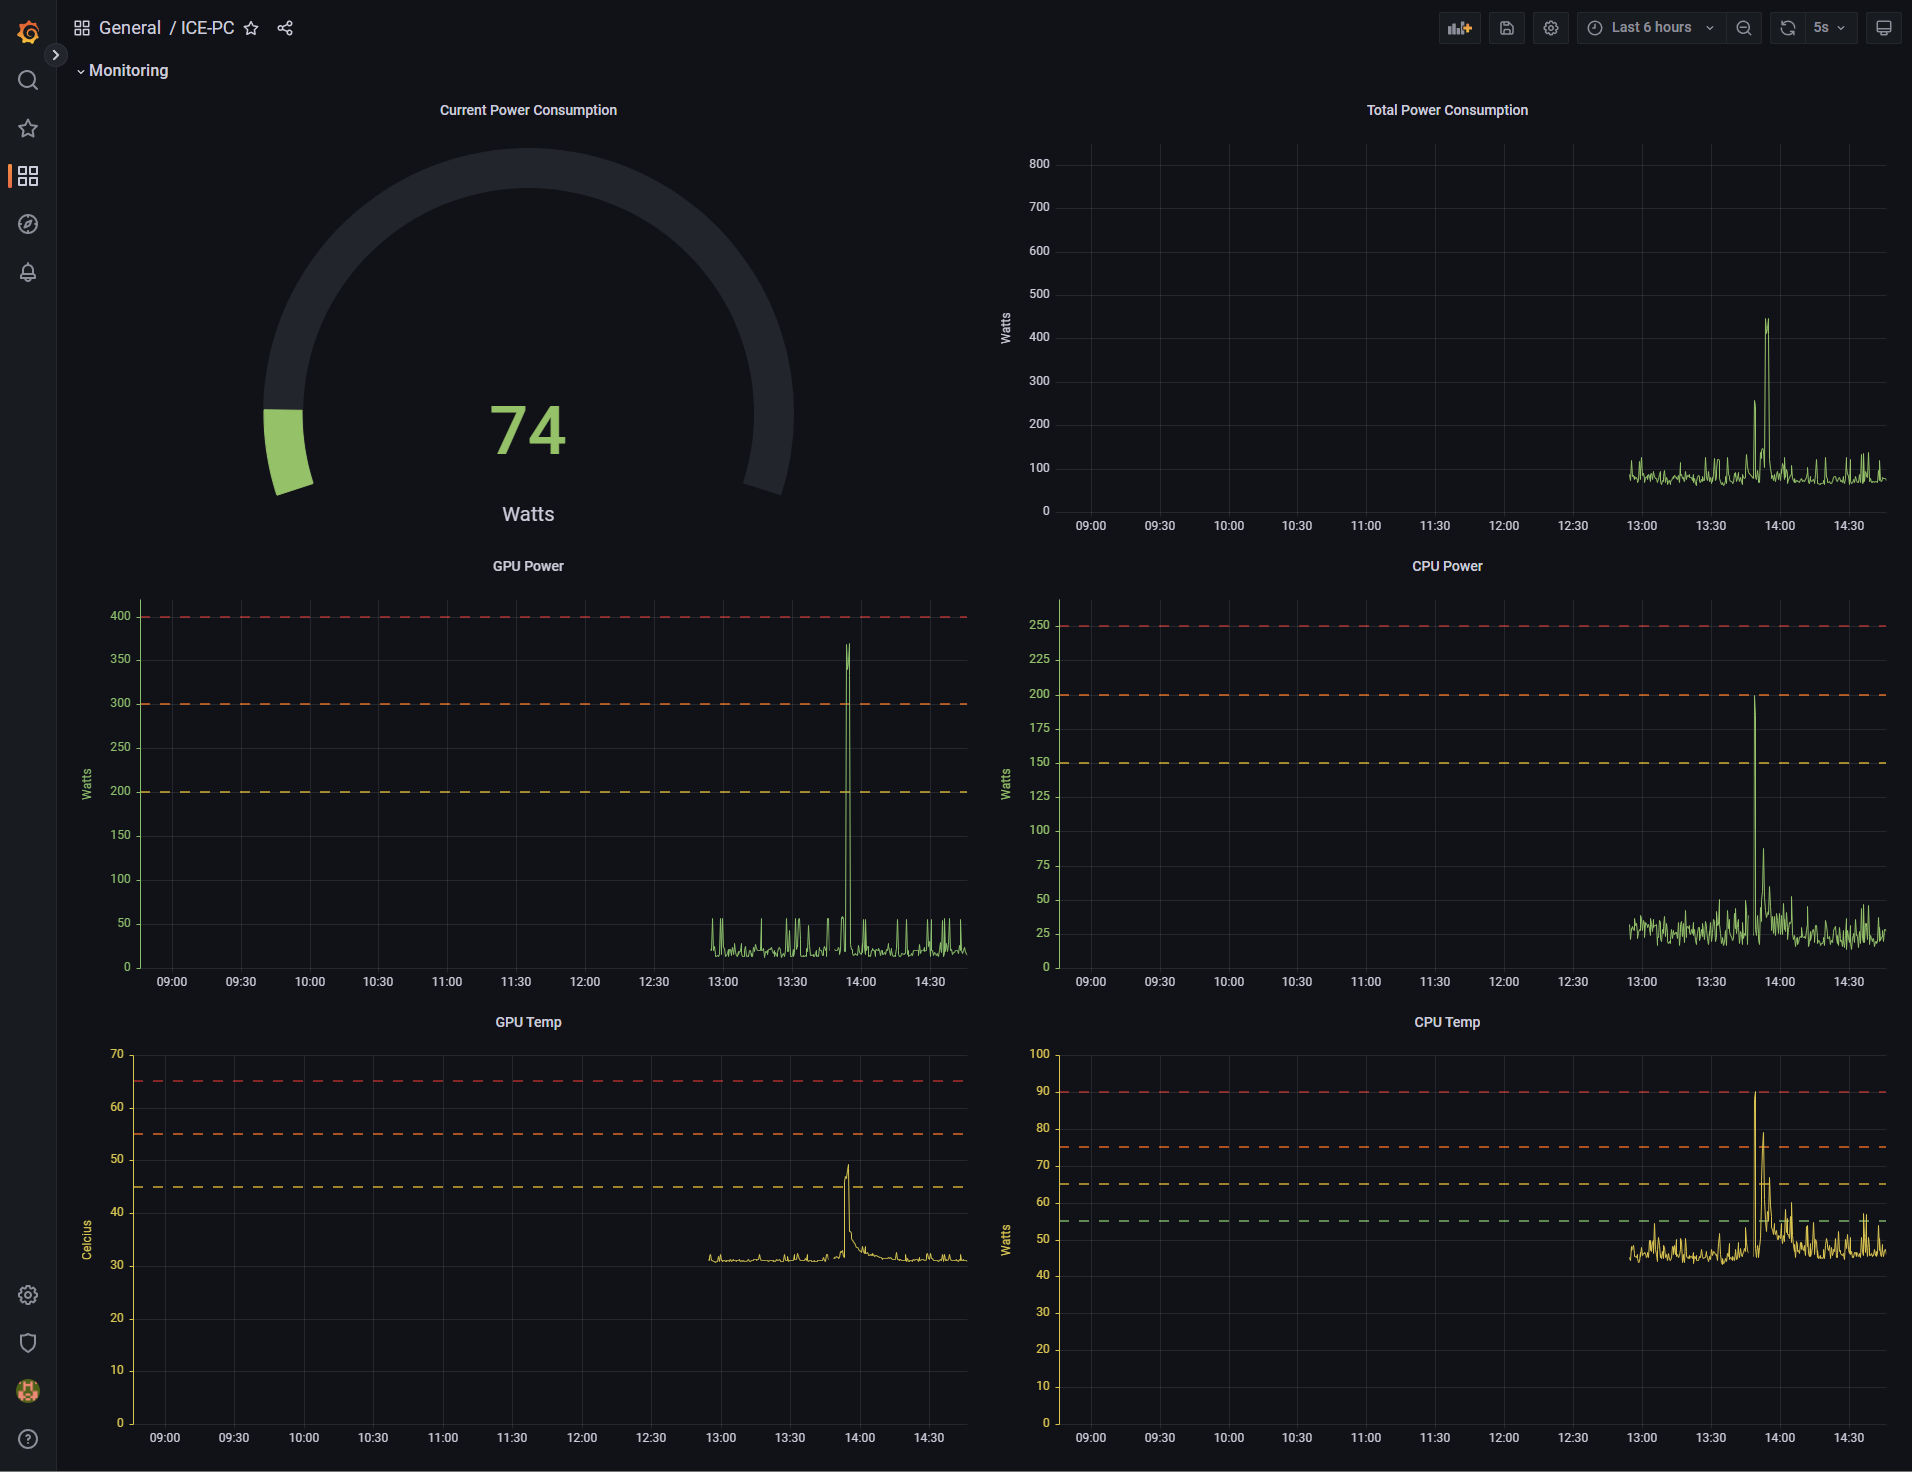 General / ICE-PC
Last 6 hours
5s
Monitoring
Current Power Consumption
74
Watts
Total Power Consumption
Watts
800
700
600
500
400
300
200
100
0
09:00 09:30 10:00 10:30 11:00 11:30 12:00 12:30 13:00 13:30 14:00 14:30
GPU Power
Watts
400
350
300
250
200
150
100
50
0
09:00 09:30 10:00 10:30 11:00 11:30 12:00 12:30 13:00 13:30 14:00 14:30
CPU Power
Watts
250
225
200
175
150
125
100
75
50
25
0
09:00 09:30 10:00 10:30 11:00 11:30 12:00 12:30 13:00 13:30 14:00 14:30
GPU Temp
Celcius
70
60
50
40
30
20
10
0
09:00 09:30 10:00 10:30 11:00 11:30 12:00 12:30 13:00 13:30 14:00 14:30
CPU Temp
Watts
100
90
80
70
60
50
40
30
20
10
0
09:00 09:30 10:00 10:30 11:00 11:30 12:00 12:30 13:00 13:30 14:00 14:30